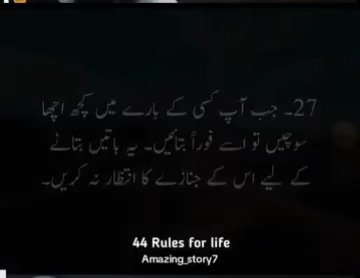 27۔ جب آپ کسی کے بارے میں کچھ اچھا
سوچیں تو اسے فوراً بتائیں۔ یہ باتیں بتانے
کے لیے اس کے جنازے کا انتظار نہ کریں۔
44 Rules for life
Amazing_story7